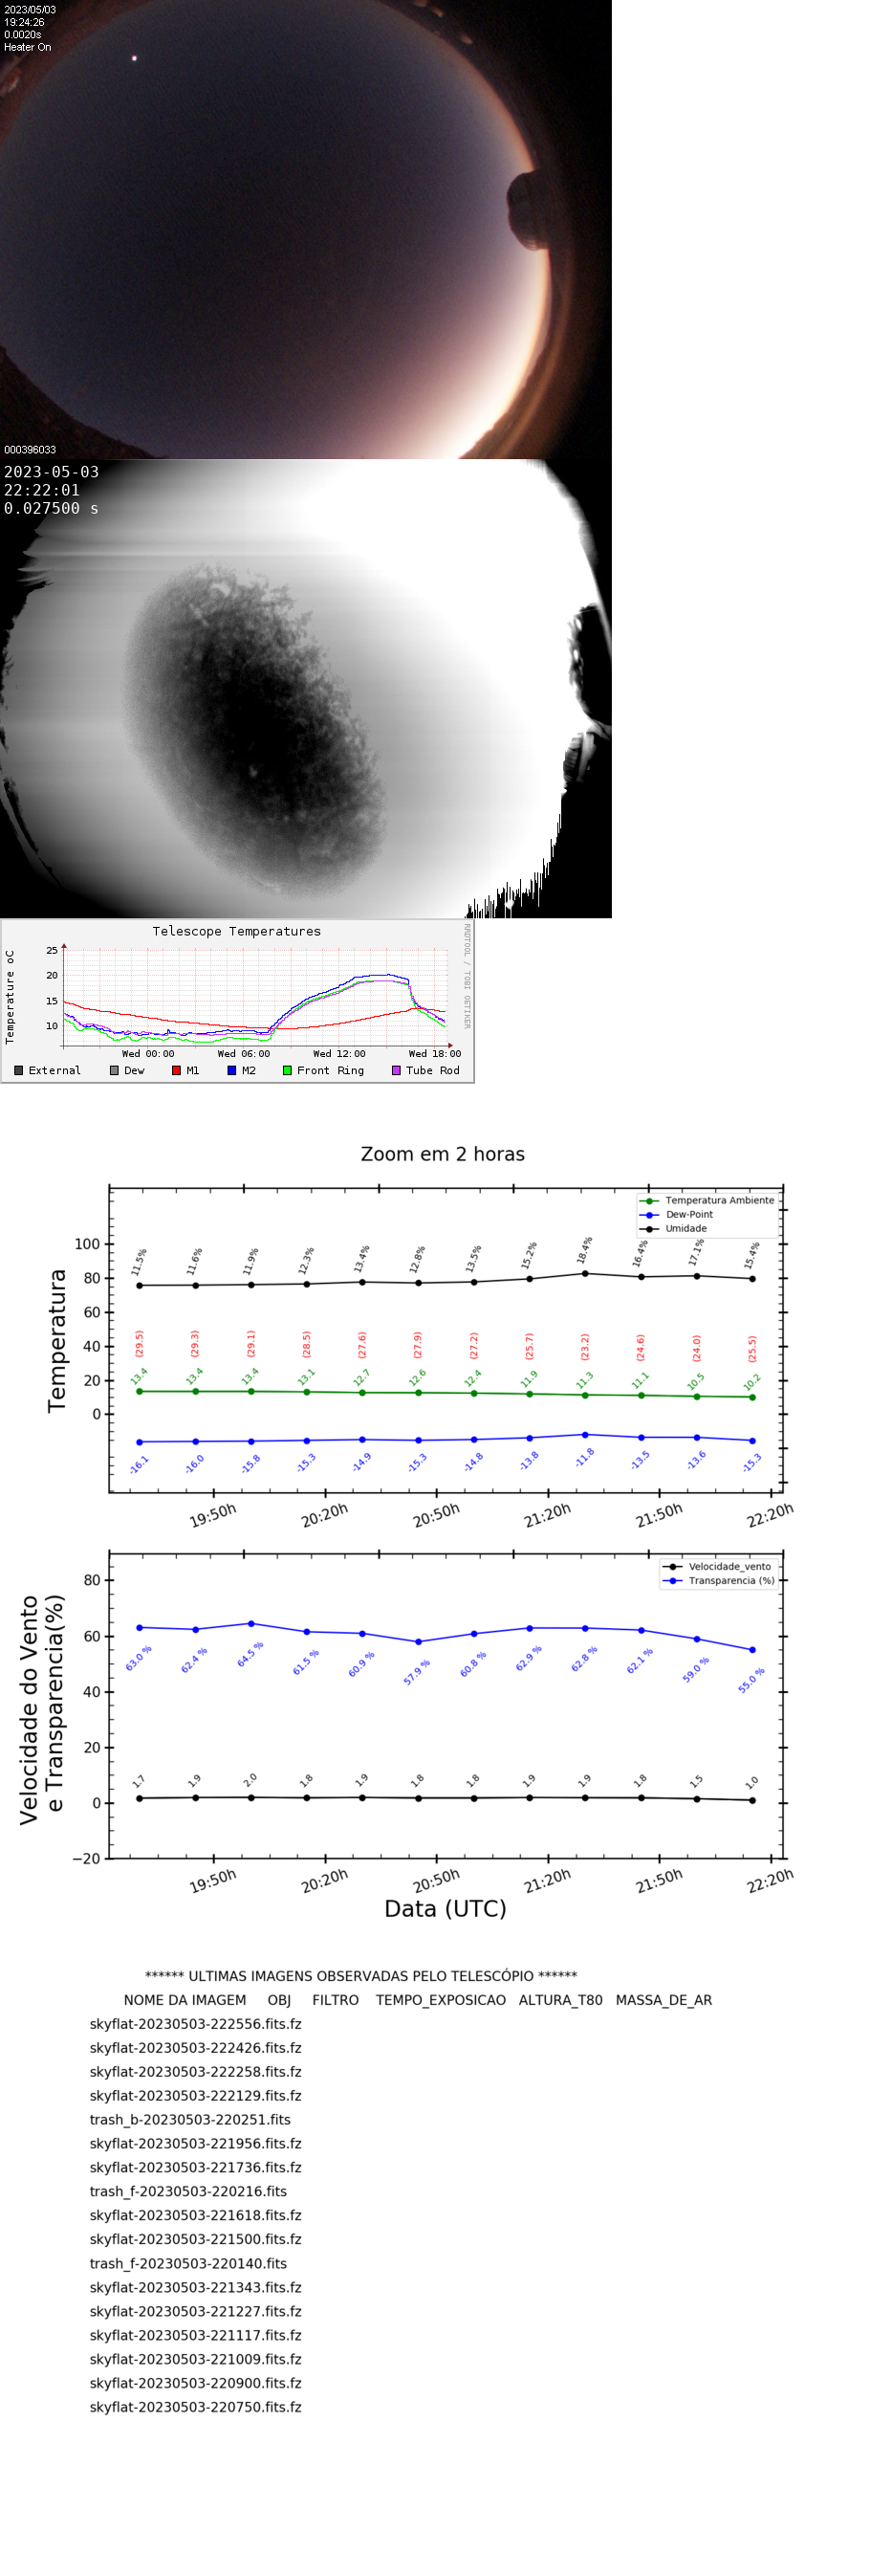 2023/05/03
19:24:26
0.0020s
Heater On
000396033
2023-05-03
22:22:01
0.027500 s
Telescope Temperatures
RRDTOOL / TOBI OETIKER
Temperature oC
25
20
15
10
Wed 00:00 Wed 06:00 Wed 12:00 Wed 18:00
External Dew M1 M2 Front Ring Tube Rod
Zoom em 2 horas
Temperatura Ambiente
Dew-Point
Umidade
Temperatura
100
80
60
40
20
0
11.5% 11.6% 11.9% 12.3% 13.4% 12.8% 13.5% 15.2% 18.4% 16.4% 17.1% 15.4%
(29.5) (29.3) (29.1) (28.5) (27.6) (27.9) (27.2) (25.7) (23.2) (24.6) (24.0) (25.5)
13.4 13.4 13.4 13.1 12.7 12.6 12.4 11.9 11.3 11.1 10.5 10.2
-16.1 -16.0 -15.8 -15.3 -14.9 -15.3 -14.8 -13.8 -11.8 -13.5 -13.6 -15.3
19:50h 20:20h 20:50h 21:20h 21:50h 22:20h
Velocidade_vento
Transparencia (%)
Velocidade do Vento
e Transparencia(%)
80
60
40
20
0
−20
63.0 % 62.4 % 64.5 % 61.5 % 60.9 % 57.9 % 60.8 % 62.9 % 62.8 % 62.1 % 59.0 % 55.0 %
1.7 1.9 2.0 1.8 1.9 1.8 1.8 1.9 1.9 1.8 1.5 1.0
19:50h 20:20h 20:50h 21:20h 21:50h 22:20h
Data (UTC)
****** ULTIMAS IMAGENS OBSERVADAS PELO TELESCÓPIO ******
NOME DA IMAGEM OBJ FILTRO TEMPO_EXPOSICAO ALTURA_T80 MASSA_DE_AR
skyflat-20230503-222556.fits.fz
skyflat-20230503-222426.fits.fz
skyflat-20230503-222258.fits.fz
skyflat-20230503-222129.fits.fz
trash_b-20230503-220251.fits
skyflat-20230503-221956.fits.fz
skyflat-20230503-221736.fits.fz
trash_f-20230503-220216.fits
skyflat-20230503-221618.fits.fz
skyflat-20230503-221500.fits.fz
trash_f-20230503-220140.fits
skyflat-20230503-221343.fits.fz
skyflat-20230503-221227.fits.fz
skyflat-20230503-221117.fits.fz
skyflat-20230503-221009.fits.fz
skyflat-20230503-220900.fits.fz
skyflat-20230503-220750.fits.fz